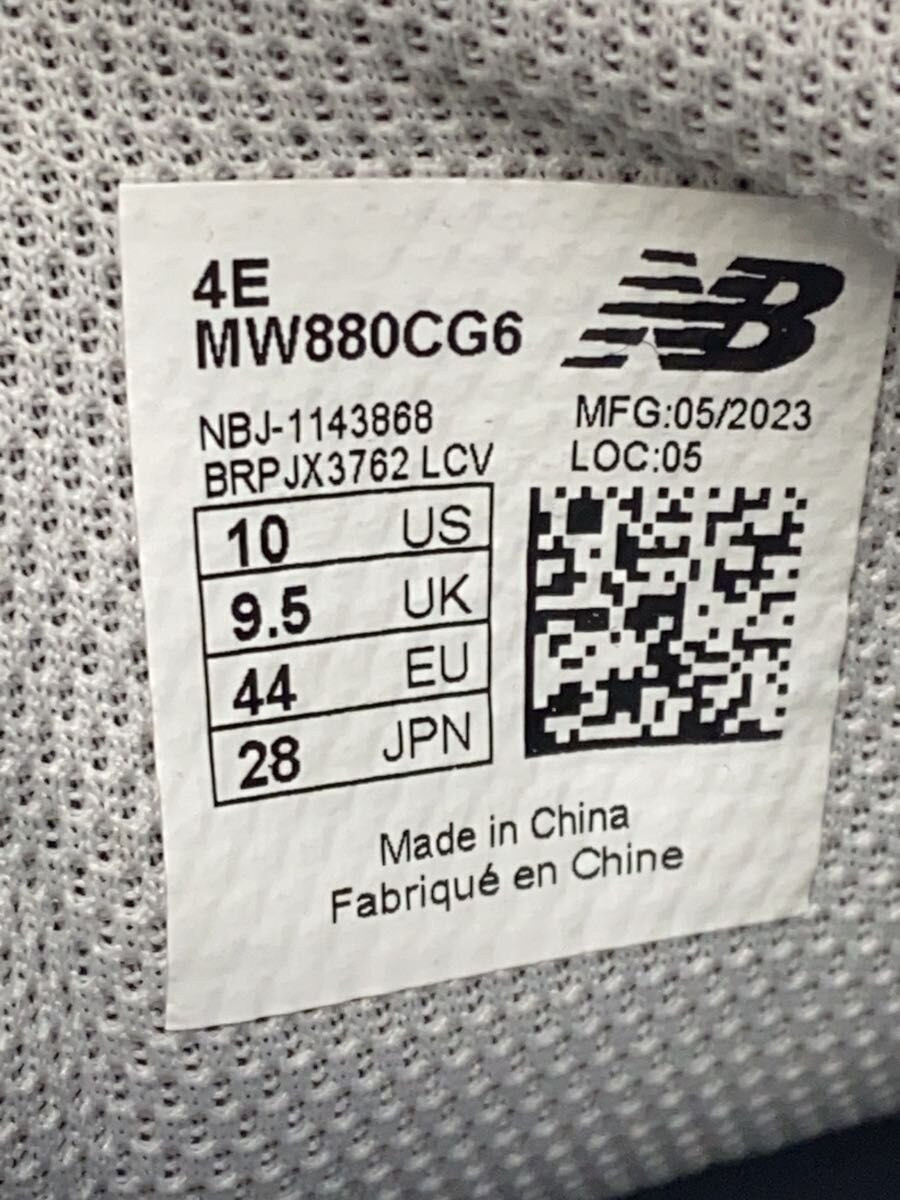 4E
MW880CG6
NB
NBJ-1143868
BRPJX3762 LCV
MFG:05/2023
LOC:05
10 US
9.5 UK
44 EU
28 JPN
Made in China
Fabriqué en Chine